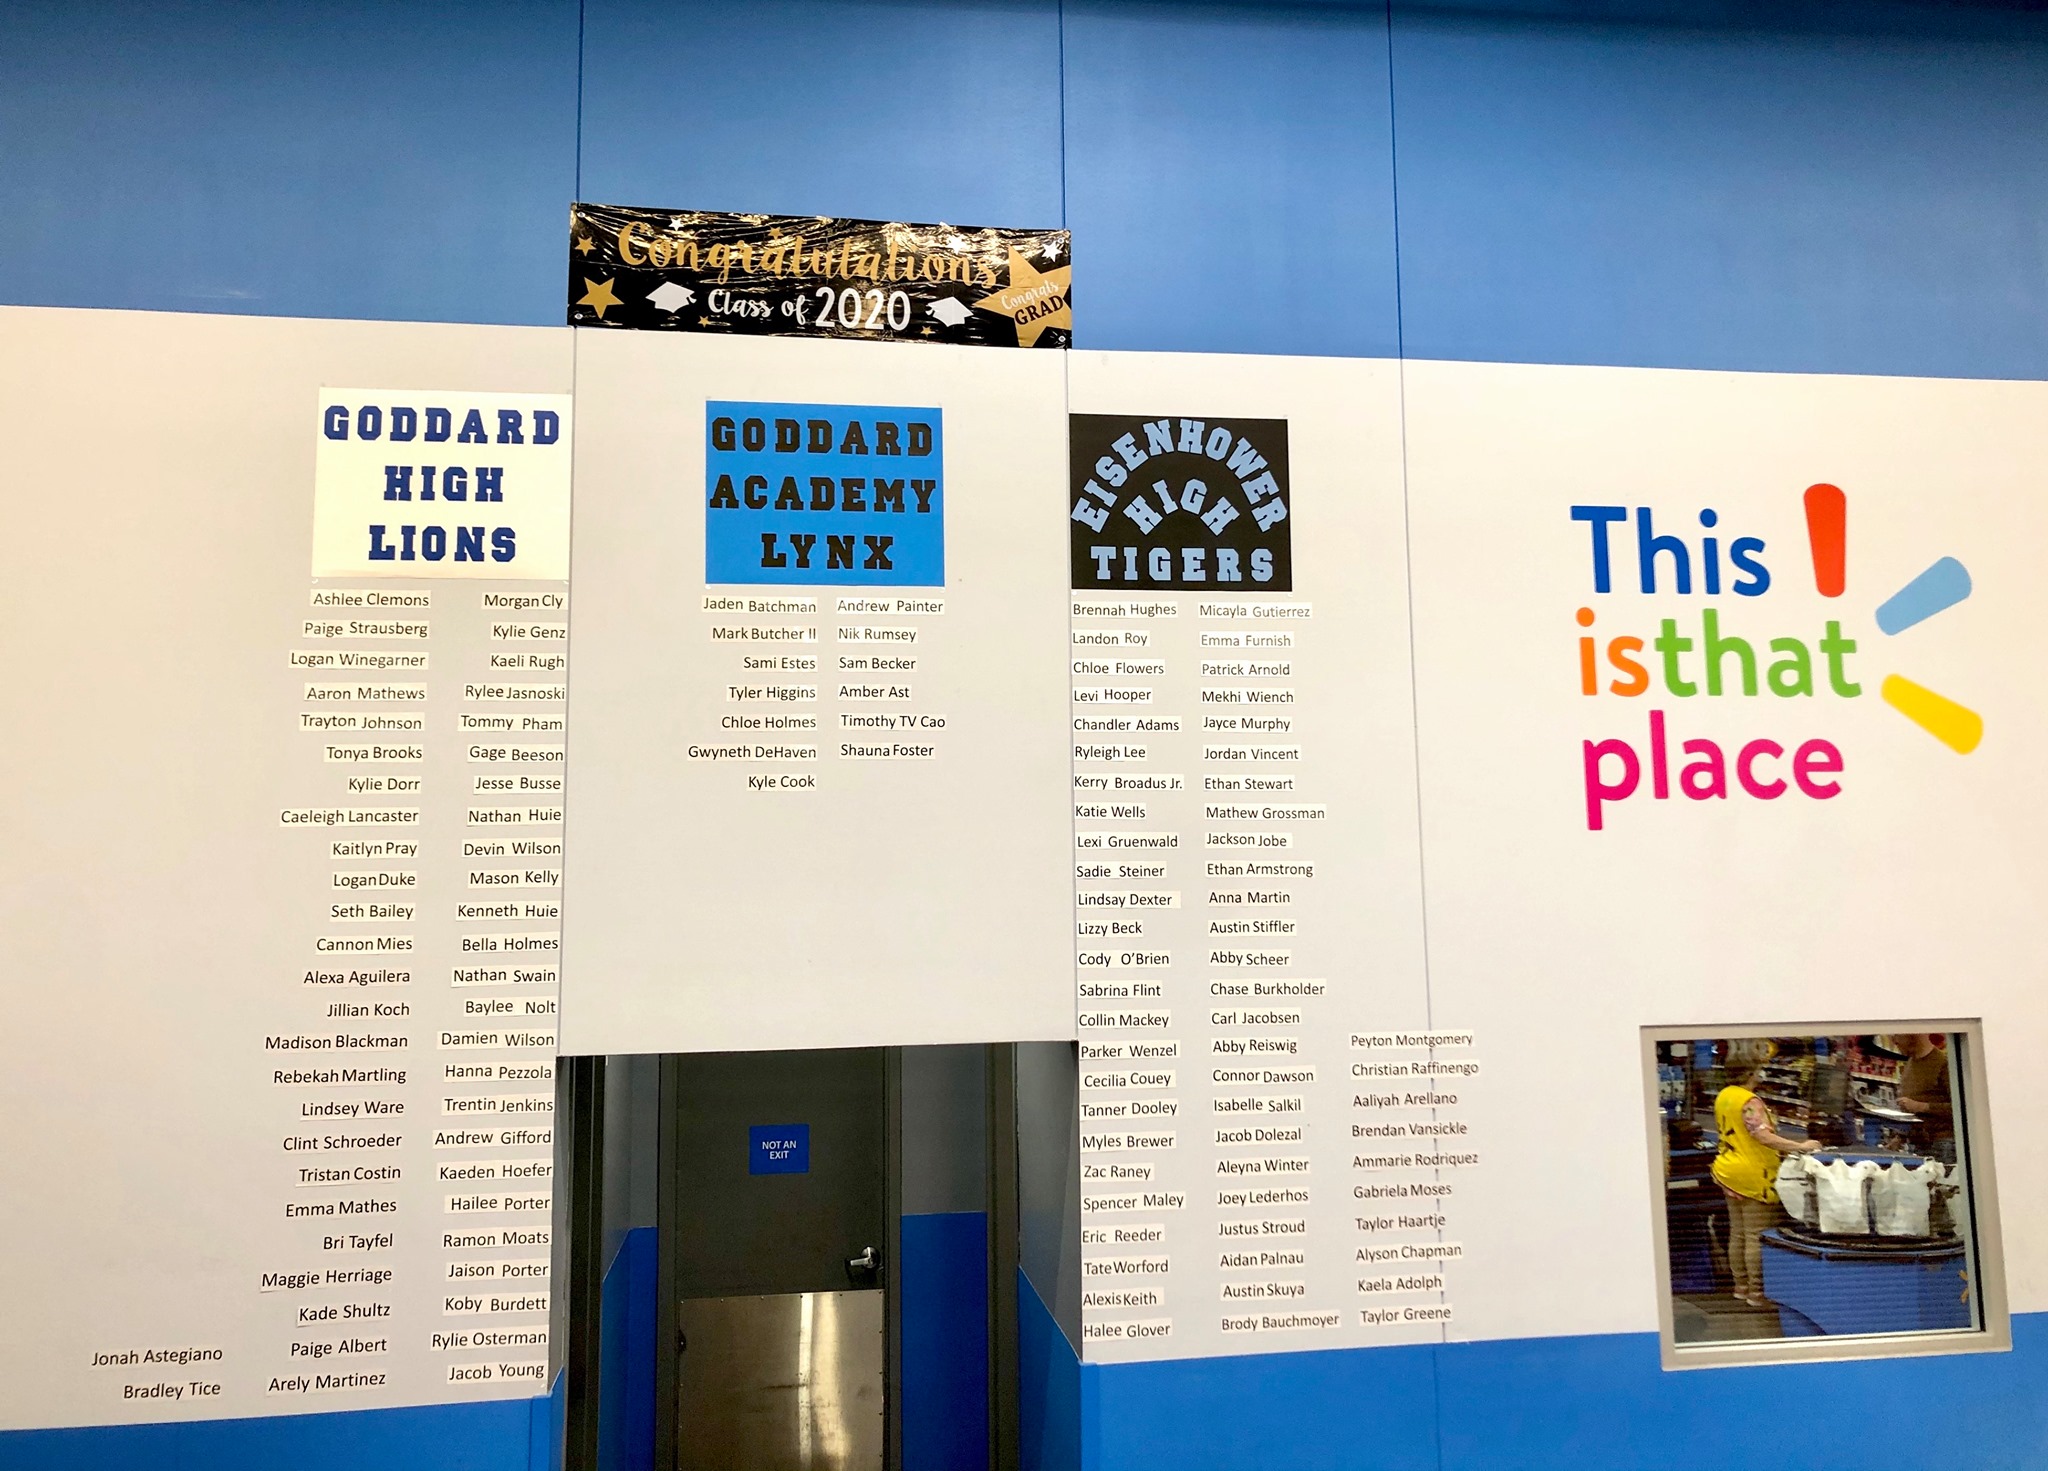 Congratulations
Class of 2020
Congrats
GRAD
GODDARD
HIGH
LIONS
Ashlee Clemons
Paige Strausberg
Logan Winegarner
Aaron Mathews
Trayton Johnson
Tonya Brooks
Kylie Dorr
Caeleigh Lancaster
Kaitlyn Pray
Logan Duke
Seth Bailey
Cannon Mies
Alexa Aguilera
Jillian Koch
Madison Blackman
Rebekah Martling
Lindsey Ware
Clint Schroeder
Tristan Costin
Emma Mathes
Bri Tayfel
Maggie Herriage
Kade Shultz
Paige Albert
Arely Martinez
Jonah Astegiano
Bradley Tice
Morgan Cly
Kylie Genz
Kaeli Rugh
Rylee Jasnoski
Tommy Pham
Gage Beeson
Jesse Busse
Nathan Huie
Devin Wilson
Mason Kelly
Kenneth Huie
Bella Holmes
Nathan Swain
Baylee Nolt
Damien Wilson
Hanna Pezzola
Trentin Jenkins
Andrew Gifford
Kaeden Hoefer
Hailee Porter
Ramon Moats
Jaison Porter
Koby Burdett
Rylie Osterman
Jacob Young
GODDARD
ACADEMY
LYNX
Jaden Batchman
Mark Butcher II
Sami Estes
Tyler Higgins
Chloe Holmes
Gwyneth DeHaven
Kyle Cook
Andrew Painter
Nik Rumsey
Sam Becker
Amber Ast
Timothy TV Cao
Shauna Foster
NOT AN
EXIT
EISENHOWER
HIGH
TIGERS
Brennah Hughes
Landon Roy
Chloe Flowers
Levi Hooper
Chandler Adams
Ryleigh Lee
Kerry Broadus Jr.
Katie Wells
Lexi Gruenwald
Sadie Steiner
Lindsay Dexter
Lizzy Beck
Cody O'Brien
Sabrina Flint
Collin Mackey
Parker Wenzel
Cecilia Couey
Tanner Dooley
Myles Brewer
Zac Raney
Spencer Maley
Eric Reeder
Tate Worford
Alexis Keith
Halee Glover
Micayla Gutierrez
Emma Furnish
Patrick Arnold
Mekhi Wiench
Jayce Murphy
Jordan Vincent
Ethan Stewart
Mathew Grossman
Jackson Jobe
Ethan Armstrong
Anna Martin
Austin Stiffler
Abby Scheer
Chase Burkholder
Carl Jacobsen
Abby Reiswig
Connor Dawson
Isabelle Salkil
Jacob Dolezal
Aleyna Winter
Joey Lederhos
Justus Stroud
Aidan Palnau
Austin Skuya
Brody Bauchmoyer
Peyton Montgomery
Christian Raffinengo
Aaliyah Arellano
Brendan Vansickle
Ammarie Rodriquez
Gabriela Moses
Taylor Haartje
Alyson Chapman
Kaela Adolph
Taylor Greene
This
isthat
place